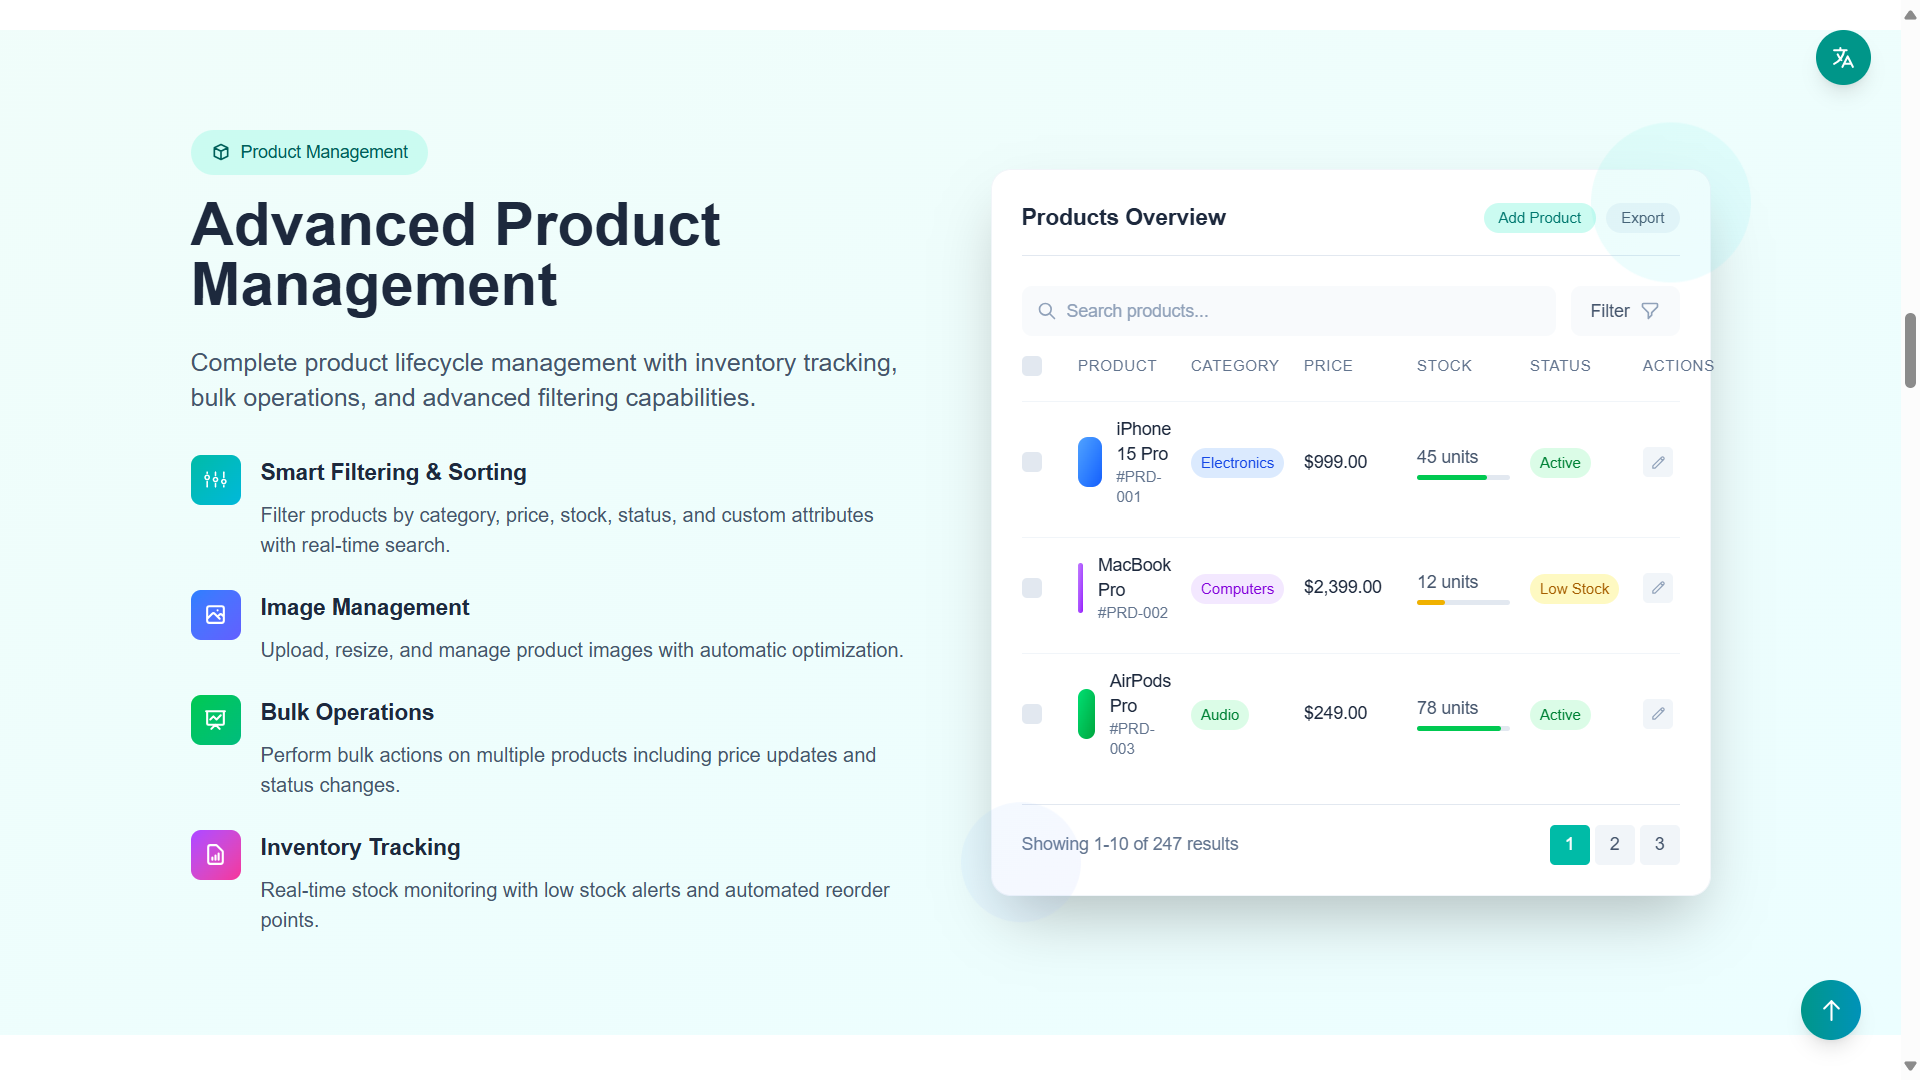 Product Management
Advanced Product
Management
Complete product lifecycle management with inventory tracking,
bulk operations, and advanced filtering capabilities.
Smart Filtering & Sorting
Filter products by category, price, stock, status, and custom attributes
with real-time search.
Image Management
Upload, resize, and manage product images with automatic optimization.
Bulk Operations
Perform bulk actions on multiple products including price updates and
status changes.
Inventory Tracking
Real-time stock monitoring with low stock alerts and automated reorder
points.
Products Overview
Add Product
Export
Search products...
Filter
PRODUCT CATEGORY PRICE STOCK STATUS ACTIONS
iPhone
15 Pro
#PRD-
001
Electronics
$999.00
45 units
Active
MacBook
Pro
#PRD-002
Computers
$2,399.00
12 units
Low Stock
AirPods
Pro
#PRD-
003
Audio
$249.00
78 units
Active
Showing 1-10 of 247 results
1 2 3